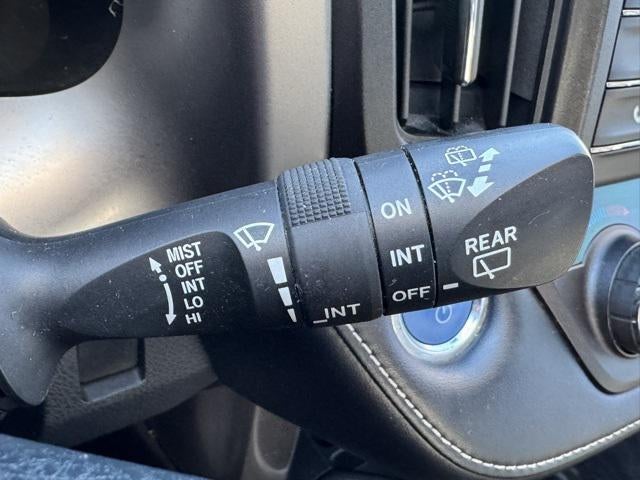 MIST
OFF
INT
LO
HI
INT
ON
INT
OFF
REAR